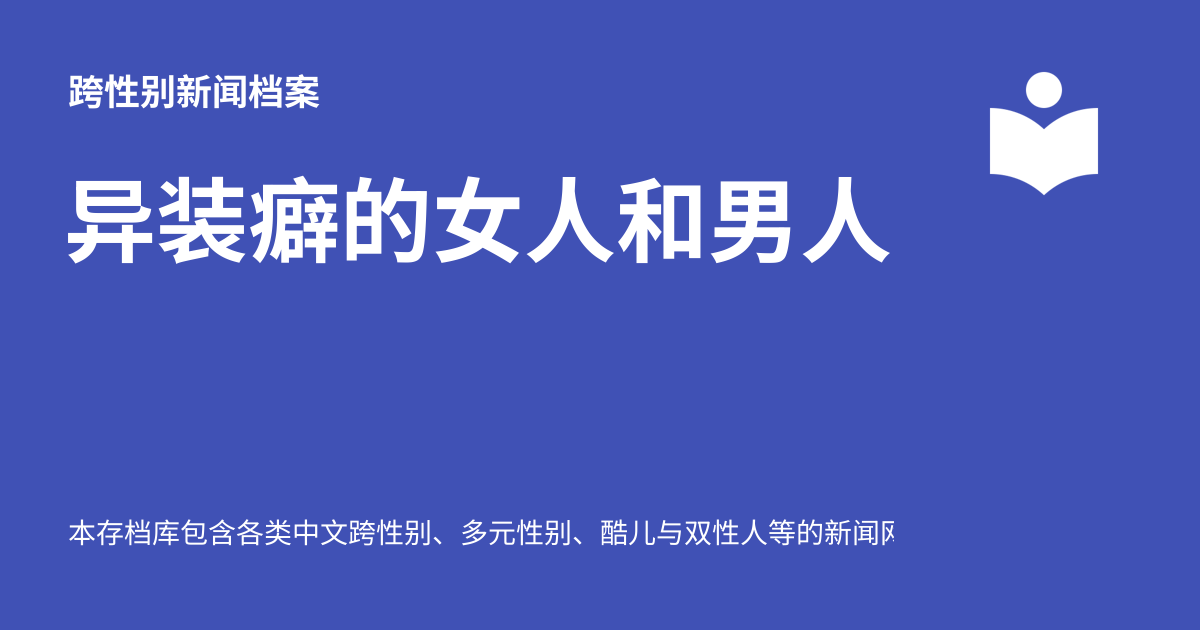 跨性别新闻档案
异装癖的女人和男人
本存档库包含各类中文跨性别、多元性别、酷儿与双性人等的新闻